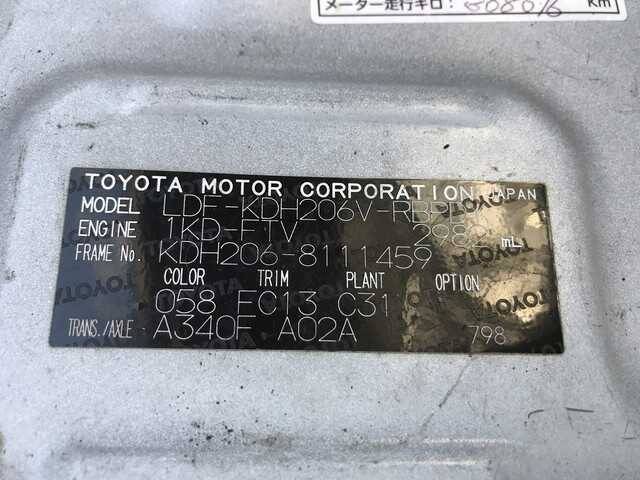 メーター走行キロ: km
TOYOTA MOTOR CORPORATION JAPAN
MODEL LDF-KDH206V-
ENGINE 1KD-FTV 2982 mL
FRAME No. KDH206-8111459
COLOR TRIM PLANT OPTION
058 FC13 C31
TRANS./AXLE A340F A02A 798